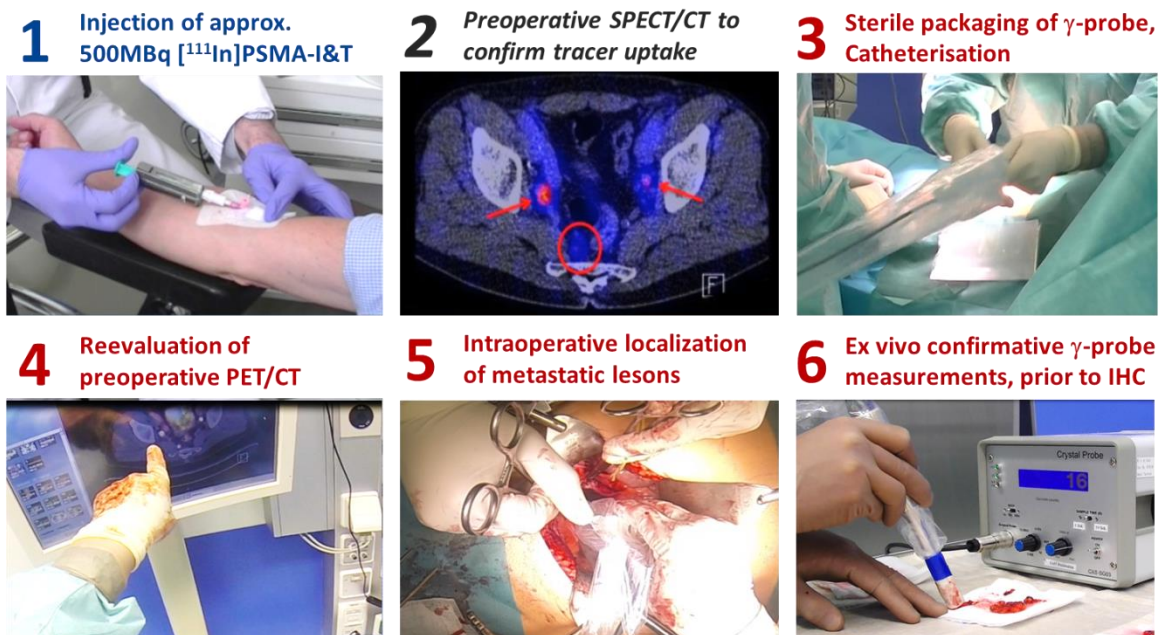 1 Injection of approx.
500MBq [¹¹¹In]PSMA-I&T
2 Preoperative SPECT/CT to
confirm tracer uptake
3 Sterile packaging of γ-probe,
Catheterisation
F
4 Reevaluation of
preoperative PET/CT
5 Intraoperative localization
of metastatic lesons
6 Ex vivo confirmative γ-probe
measurements, prior to IHC
Crystal Probe
16